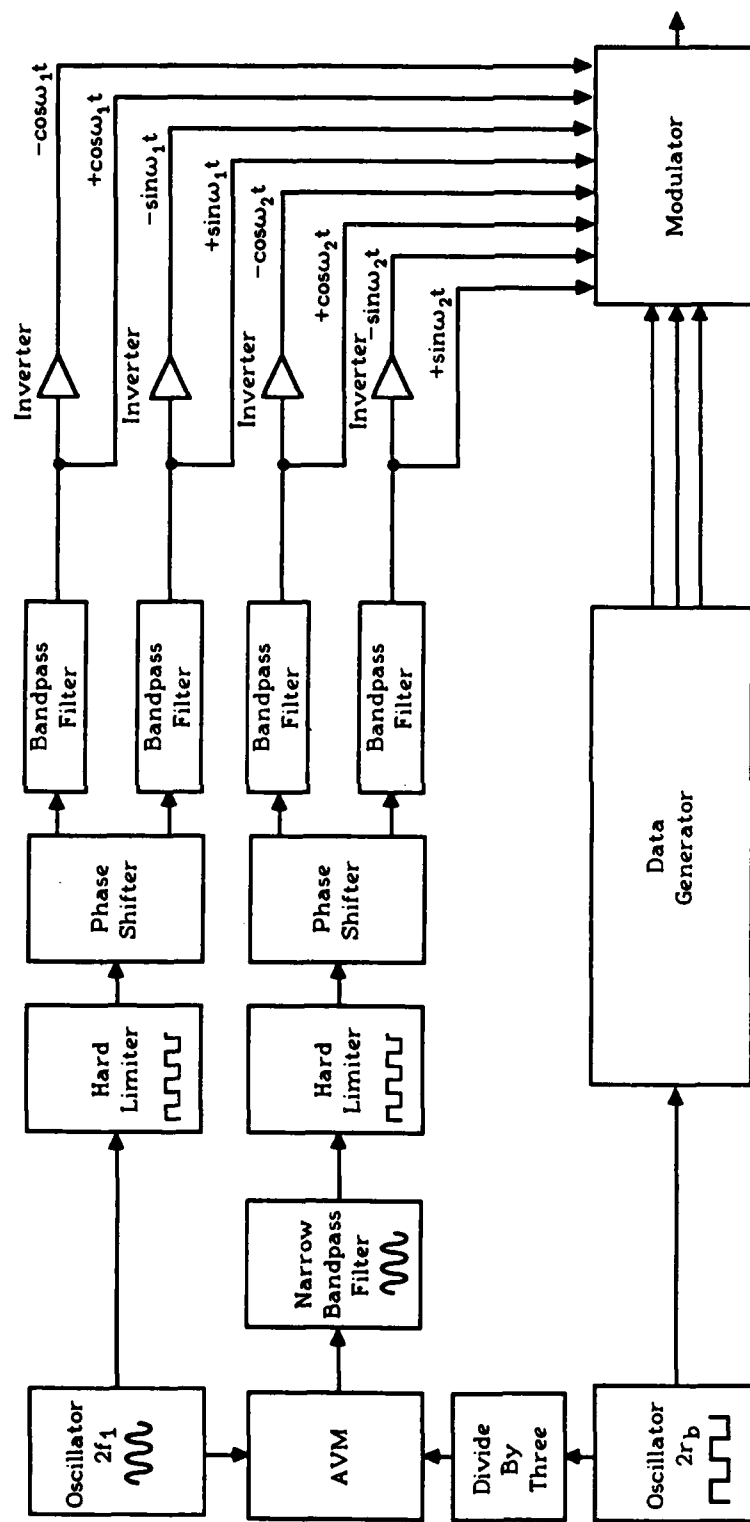 Oscillator
2f₁
Hard
Limiter
Phase
Shifter
Bandpass
Filter
Bandpass
Filter
Inverter
Inverter
−cosω₁t
+cosω₁t
−sinω₁t
+sinω₁t
AVM
Narrow
Bandpass
Filter
Hard
Limiter
Phase
Shifter
Bandpass
Filter
Bandpass
Filter
Inverter
Inverter
−cosω₂t
+cosω₂t
−sinω₂t
+sinω₂t
Divide
By
Three
Oscillator
2r_b
Data
Generator
Modulator